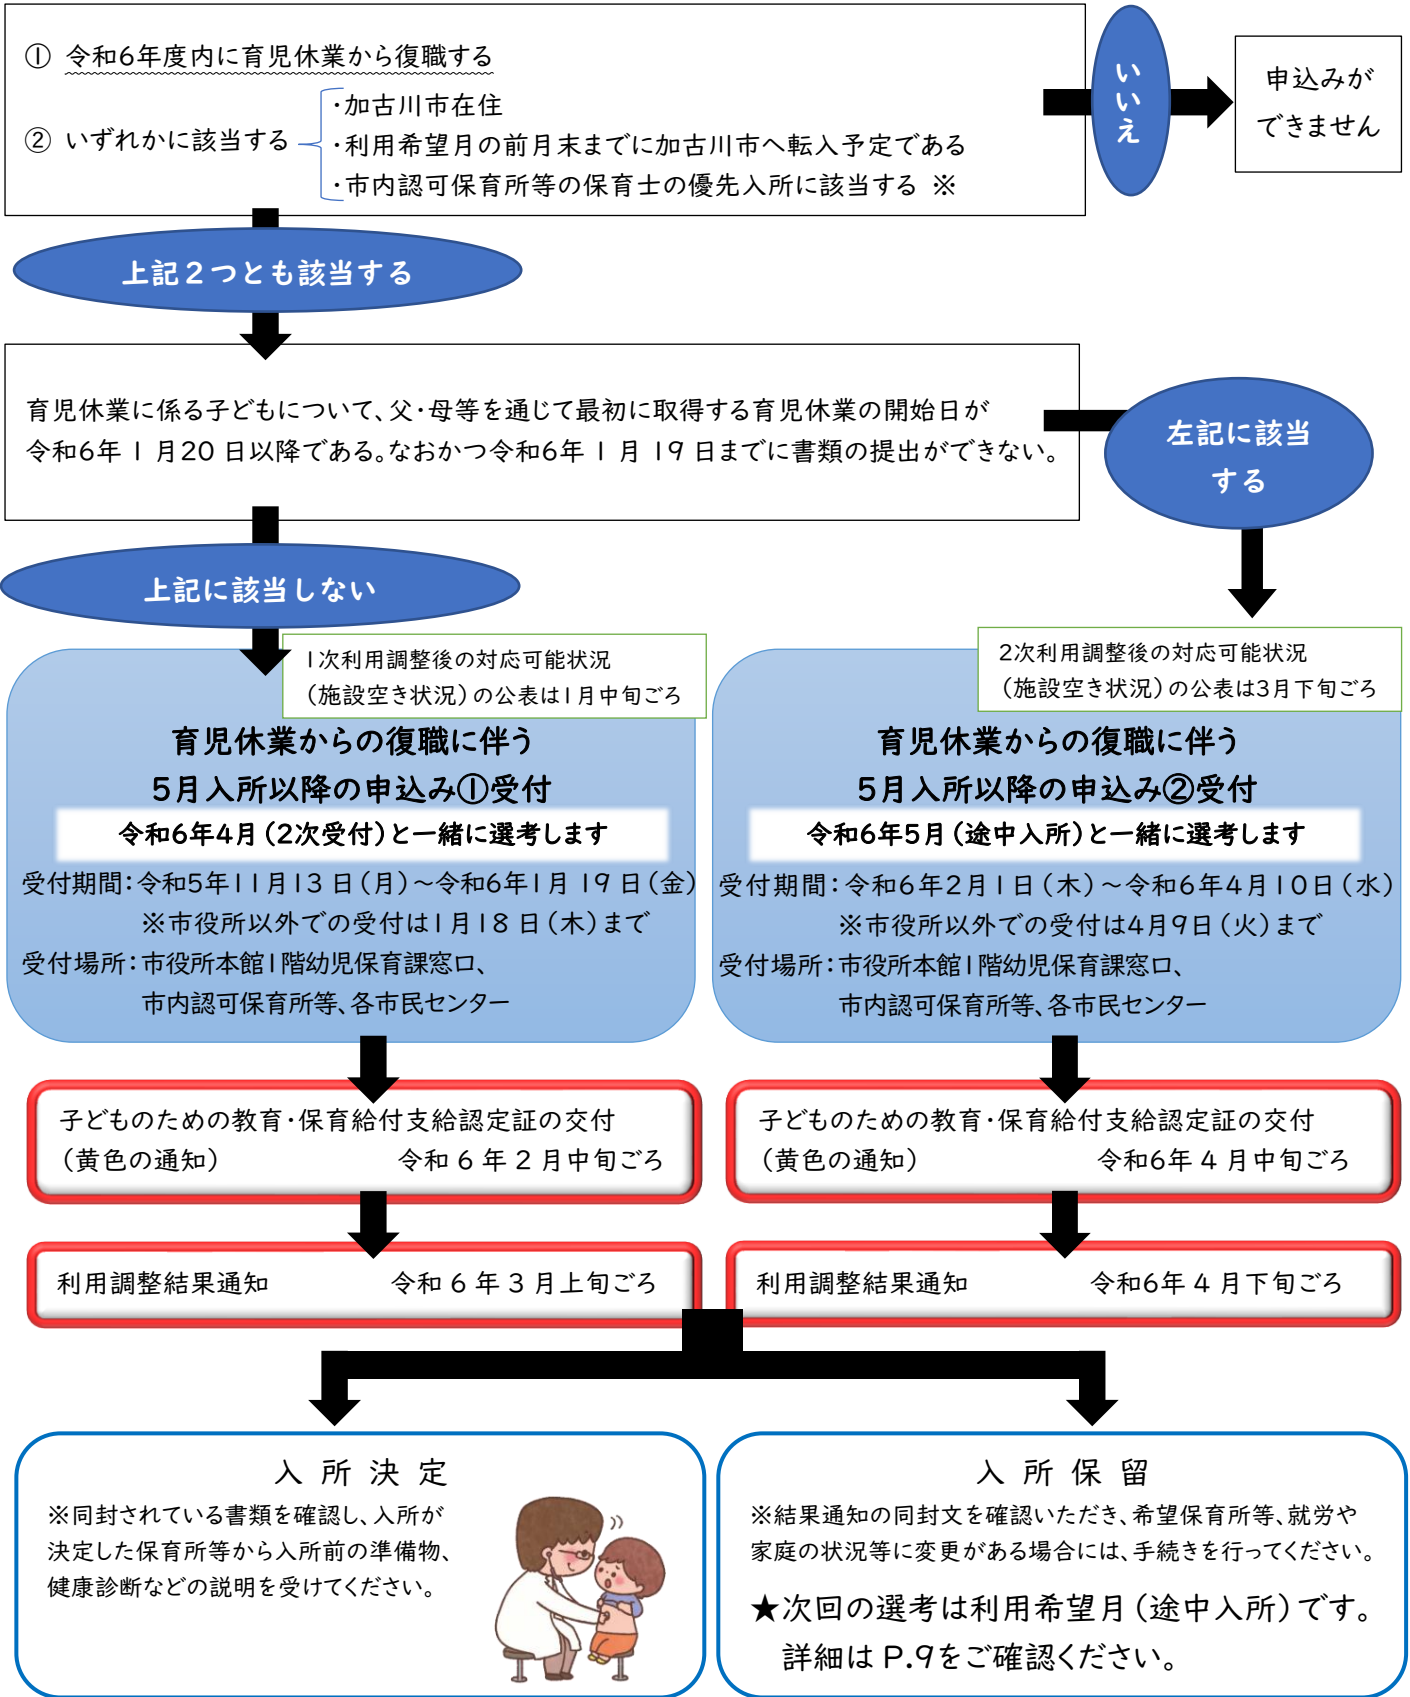 ① 令和6年度内に育児休業から復職する
② いずれかに該当する
・加古川市在住
・利用希望月の前月末までに加古川市へ転入予定である
・市内認可保育所等の保育士の優先入所に該当する ※
いいえ
申込みが
できません
上記2つとも該当する
育児休業に係る子どもについて、父・母等を通じて最初に取得する育児休業の開始日が
令和6年1月20日以降である。なおかつ令和6年1月19日までに書類の提出ができない。
左記に該当
する
上記に該当しない
1次利用調整後の対応可能状況
(施設空き状況)の公表は1月中旬ごろ
育児休業からの復職に伴う
5月入所以降の申込み①受付
令和6年4月(2次受付)と一緒に選考します
受付期間:令和5年11月13日(月)~令和6年1月19日(金)
※市役所以外での受付は1月18日(木)まで
受付場所:市役所本館1階幼児保育課窓口、
市内認可保育所等、各市民センター
2次利用調整後の対応可能状況
(施設空き状況)の公表は3月下旬ごろ
育児休業からの復職に伴う
5月入所以降の申込み②受付
令和6年5月(途中入所)と一緒に選考します
受付期間:令和6年2月1日(木)~令和6年4月10日(水)
※市役所以外での受付は4月9日(火)まで
受付場所:市役所本館1階幼児保育課窓口、
市内認可保育所等、各市民センター
子どものための教育・保育給付支給認定証の交付
(黄色の通知) 令和6年2月中旬ごろ
利用調整結果通知 令和6年3月上旬ごろ
子どものための教育・保育給付支給認定証の交付
(黄色の通知) 令和6年4月中旬ごろ
利用調整結果通知 令和6年4月下旬ごろ
入所決定
※同封されている書類を確認し、入所が
決定した保育所等から入所前の準備物、
健康診断などの説明を受けてください。
入所保留
※結果通知の同封文を確認いただき、希望保育所等、就労や
家庭の状況等に変更がある場合には、手続きを行ってください。
★次回の選考は利用希望月(途中入所)です。
詳細はP.9をご確認ください。